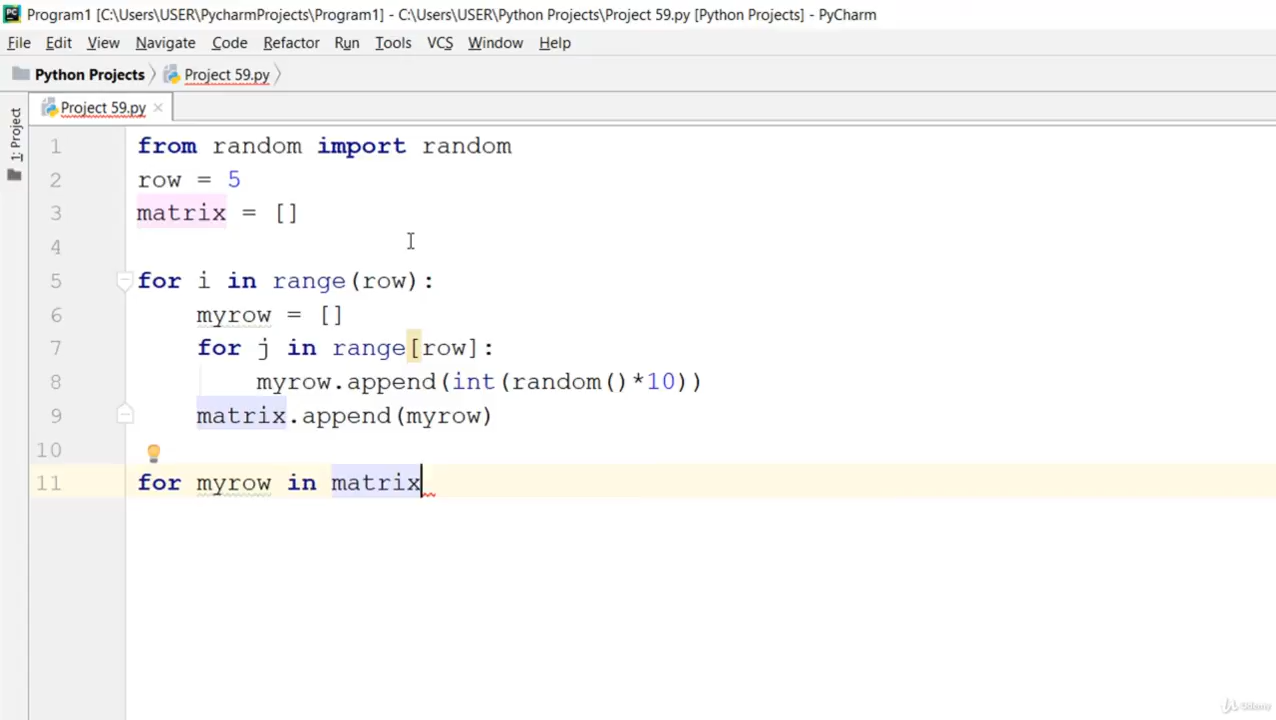 Program1 [C:\Users\USER\PycharmProjects\Program1] - C:\Users\USER\Python Projects\Project 59.py [Python Projects] - PyCharm
File Edit View Navigate Code Refactor Run Tools VCS Window Help
Python Projects Project 59.py
Project 59.py
1: Project
1 from random import random
2 row = 5
3 matrix = []
4
5 for i in range(row):
6     myrow = []
7     for j in range[row]:
8         myrow.append(int(random()*10))
9     matrix.append(myrow)
10
11 for myrow in matrix
Udemy